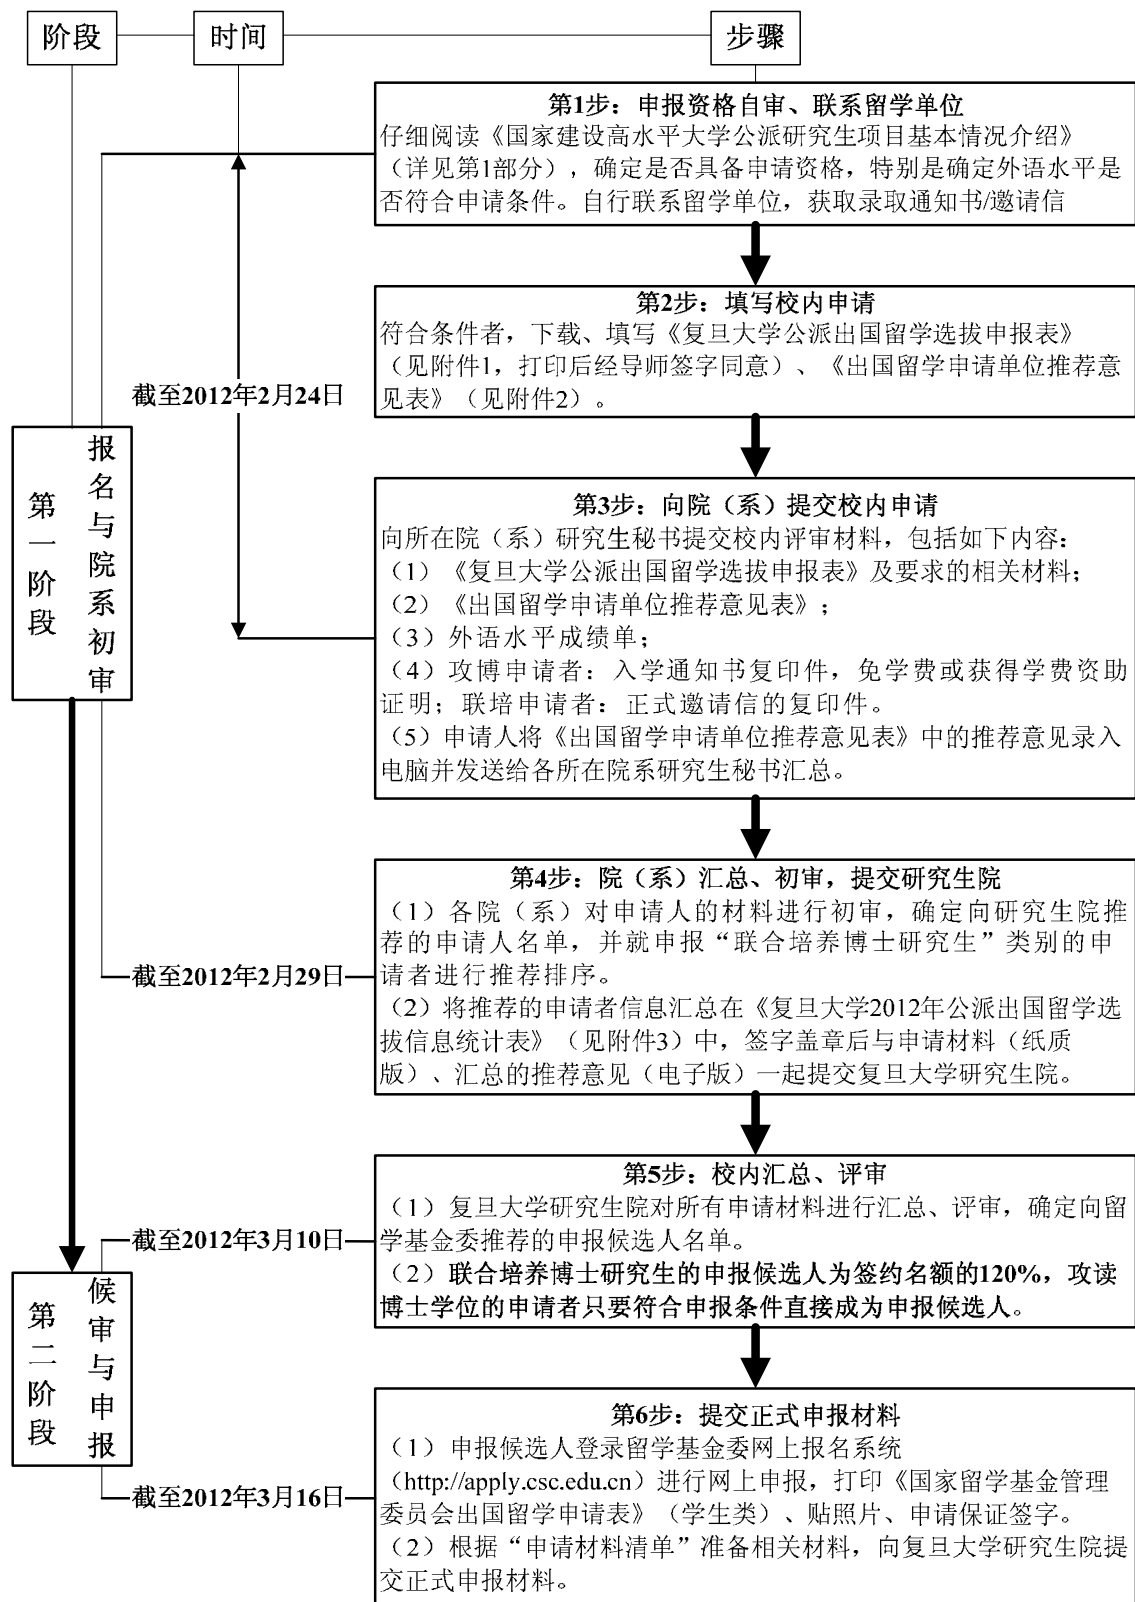 阶段
时间
步骤
第1步：申报资格自审、联系留学单位
仔细阅读《国家建设高水平大学公派研究生项目基本情况介绍》
（详见第1部分），确定是否具备申请资格，特别是确定外语水平是
否符合申请条件。自行联系留学单位，获取录取通知书/邀请信
第2步：填写校内申请
符合条件者，下载、填写《复旦大学公派出国留学选拔申报表》
（见附件1，打印后经导师签字同意）、《出国留学申请单位推荐意
见表》（见附件2）。
截至2012年2月24日
第一阶段
报名与院系初审
第3步：向院（系）提交校内申请
向所在院（系）研究生秘书提交校内评审材料，包括如下内容：
（1）《复旦大学公派出国留学选拔申报表》及要求的相关材料；
（2）《出国留学申请单位推荐意见表》；
（3）外语水平成绩单；
（4）攻博申请者：入学通知书复印件，免学费或获得学费资助
证明；联培申请者：正式邀请信的复印件。
（5）申请人将《出国留学申请单位推荐意见表》中的推荐意见录入
电脑并发送给各所在院系研究生秘书汇总。
第4步：院（系）汇总、初审，提交研究生院
（1）各院（系）对申请人的材料进行初审，确定向研究生院推
荐的申请人名单，并就申报“联合培养博士研究生”类别的申
请者进行推荐排序。
（2）将推荐的申请者信息汇总在《复旦大学2012年公派出国留学选
拔信息统计表》（见附件3）中，签字盖章后与申请材料（纸质
版）、汇总的推荐意见（电子版）一起提交复旦大学研究生院。
截至2012年2月29日
第5步：校内汇总、评审
（1）复旦大学研究生院对所有申请材料进行汇总、评审，确定向留
学基金委推荐的申报候选人名单。
（2）联合培养博士研究生的申报候选人为签约名额的120%，攻读
博士学位的申请者只要符合申报条件直接成为申报候选人。
截至2012年3月10日
第二阶段
候审与申报
第6步：提交正式申报材料
（1）申报候选人登录留学基金委网上报名系统
（http://apply.csc.edu.cn）进行网上申报，打印《国家留学基金管理
委员会出国留学申请表》（学生类）、贴照片、申请保证签字。
（2）根据“申请材料清单”准备相关材料，向复旦大学研究生院提
交正式申报材料。
截至2012年3月16日